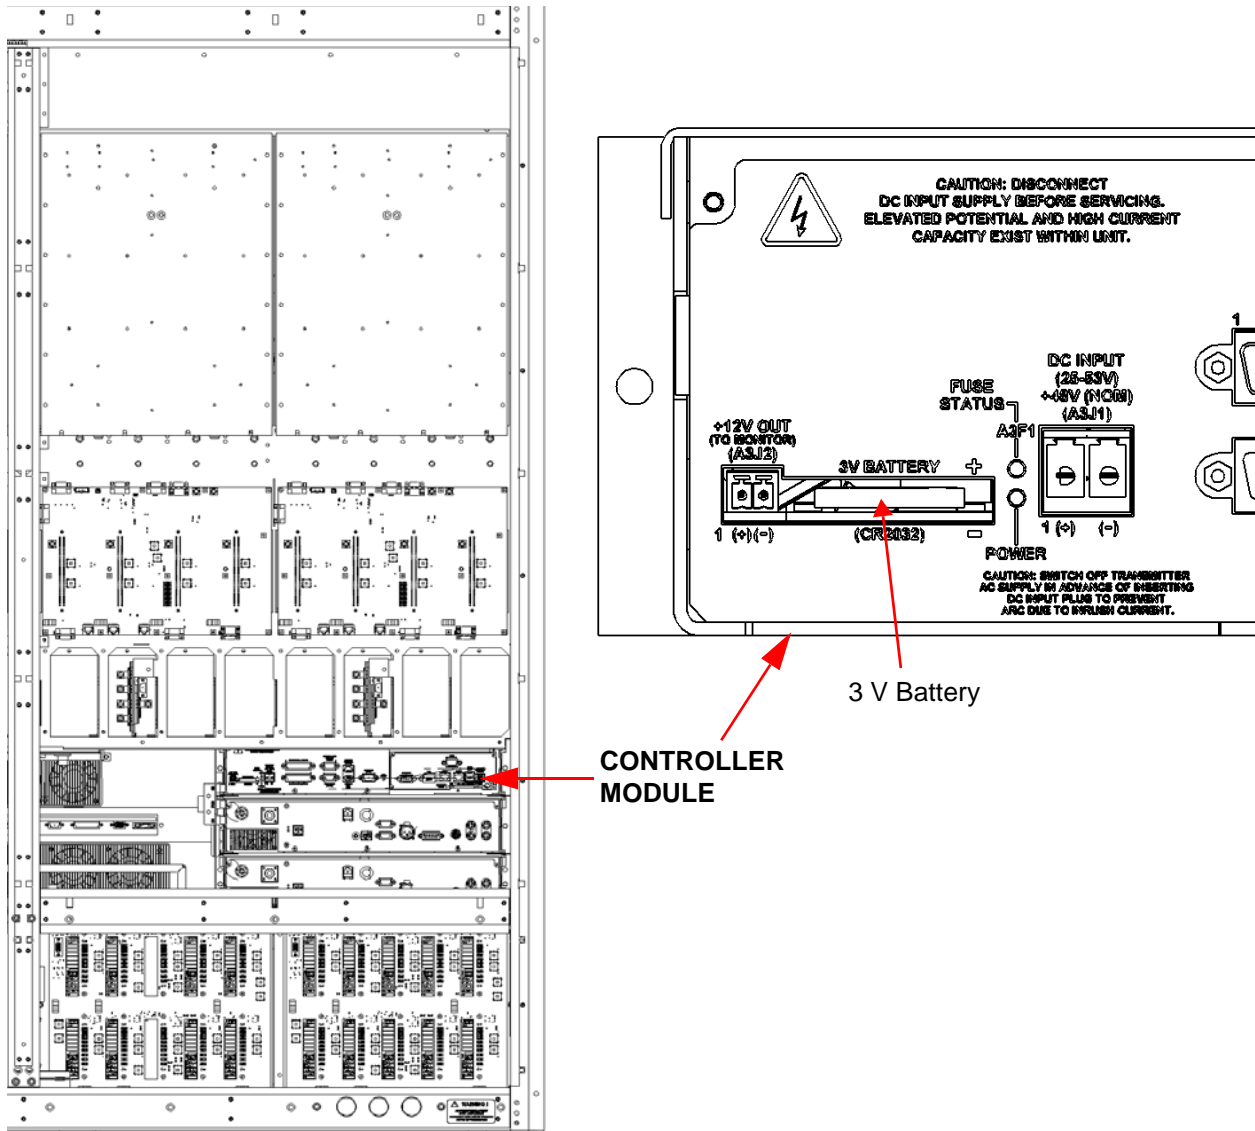 CAUTION: DISCONNECT
DC INPUT SUPPLY BEFORE SERVICING.
ELEVATED POTENTIAL AND HIGH CURRENT
CAPACITY EXIST WITHIN UNIT.
1
DC INPUT
(25-53V)
+48V (NOM)
(A3J1)
FUSE
STATUS
A3F1
+12V OUT
(TO MONITOR)
(A3J2)
3V BATTERY +
1 (+) (-)
(CR2032) -
1 (+) (-)
POWER
CAUTION: SWITCH OFF TRANSMITTER
AC SUPPLY IN ADVANCE OF INSERTING
DC INPUT PLUG TO PREVENT
ARC DUE TO INRUSH CURRENT.
3 V Battery
CONTROLLER
MODULE
WARNING !